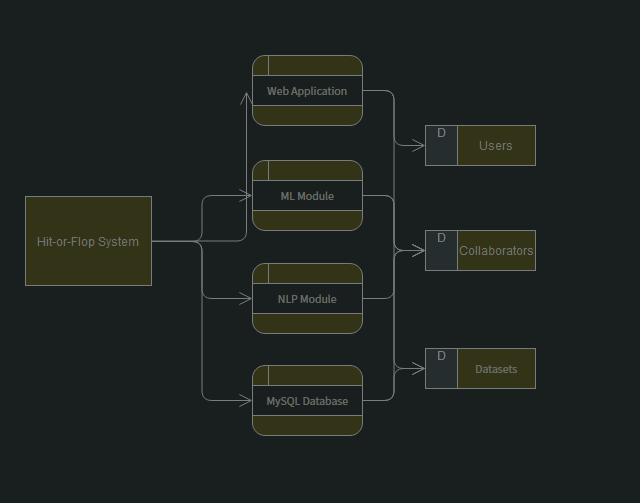 Web Application
D
Users
ML Module
Hit-or-Flop System
D
Collaborators
NLP Module
D
Datasets
MySQL Database